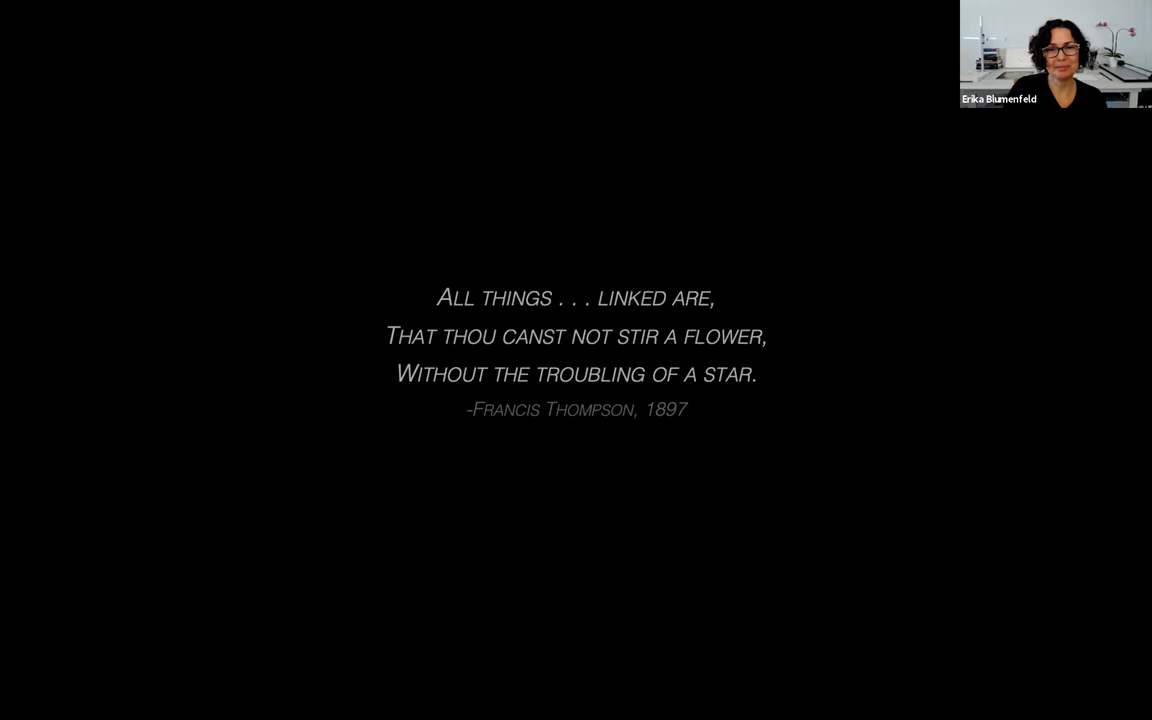 Erika Blumenfeld
ALL THINGS . . . LINKED ARE,
THAT THOU CANST NOT STIR A FLOWER,
WITHOUT THE TROUBLING OF A STAR.
-FRANCIS THOMPSON, 1897